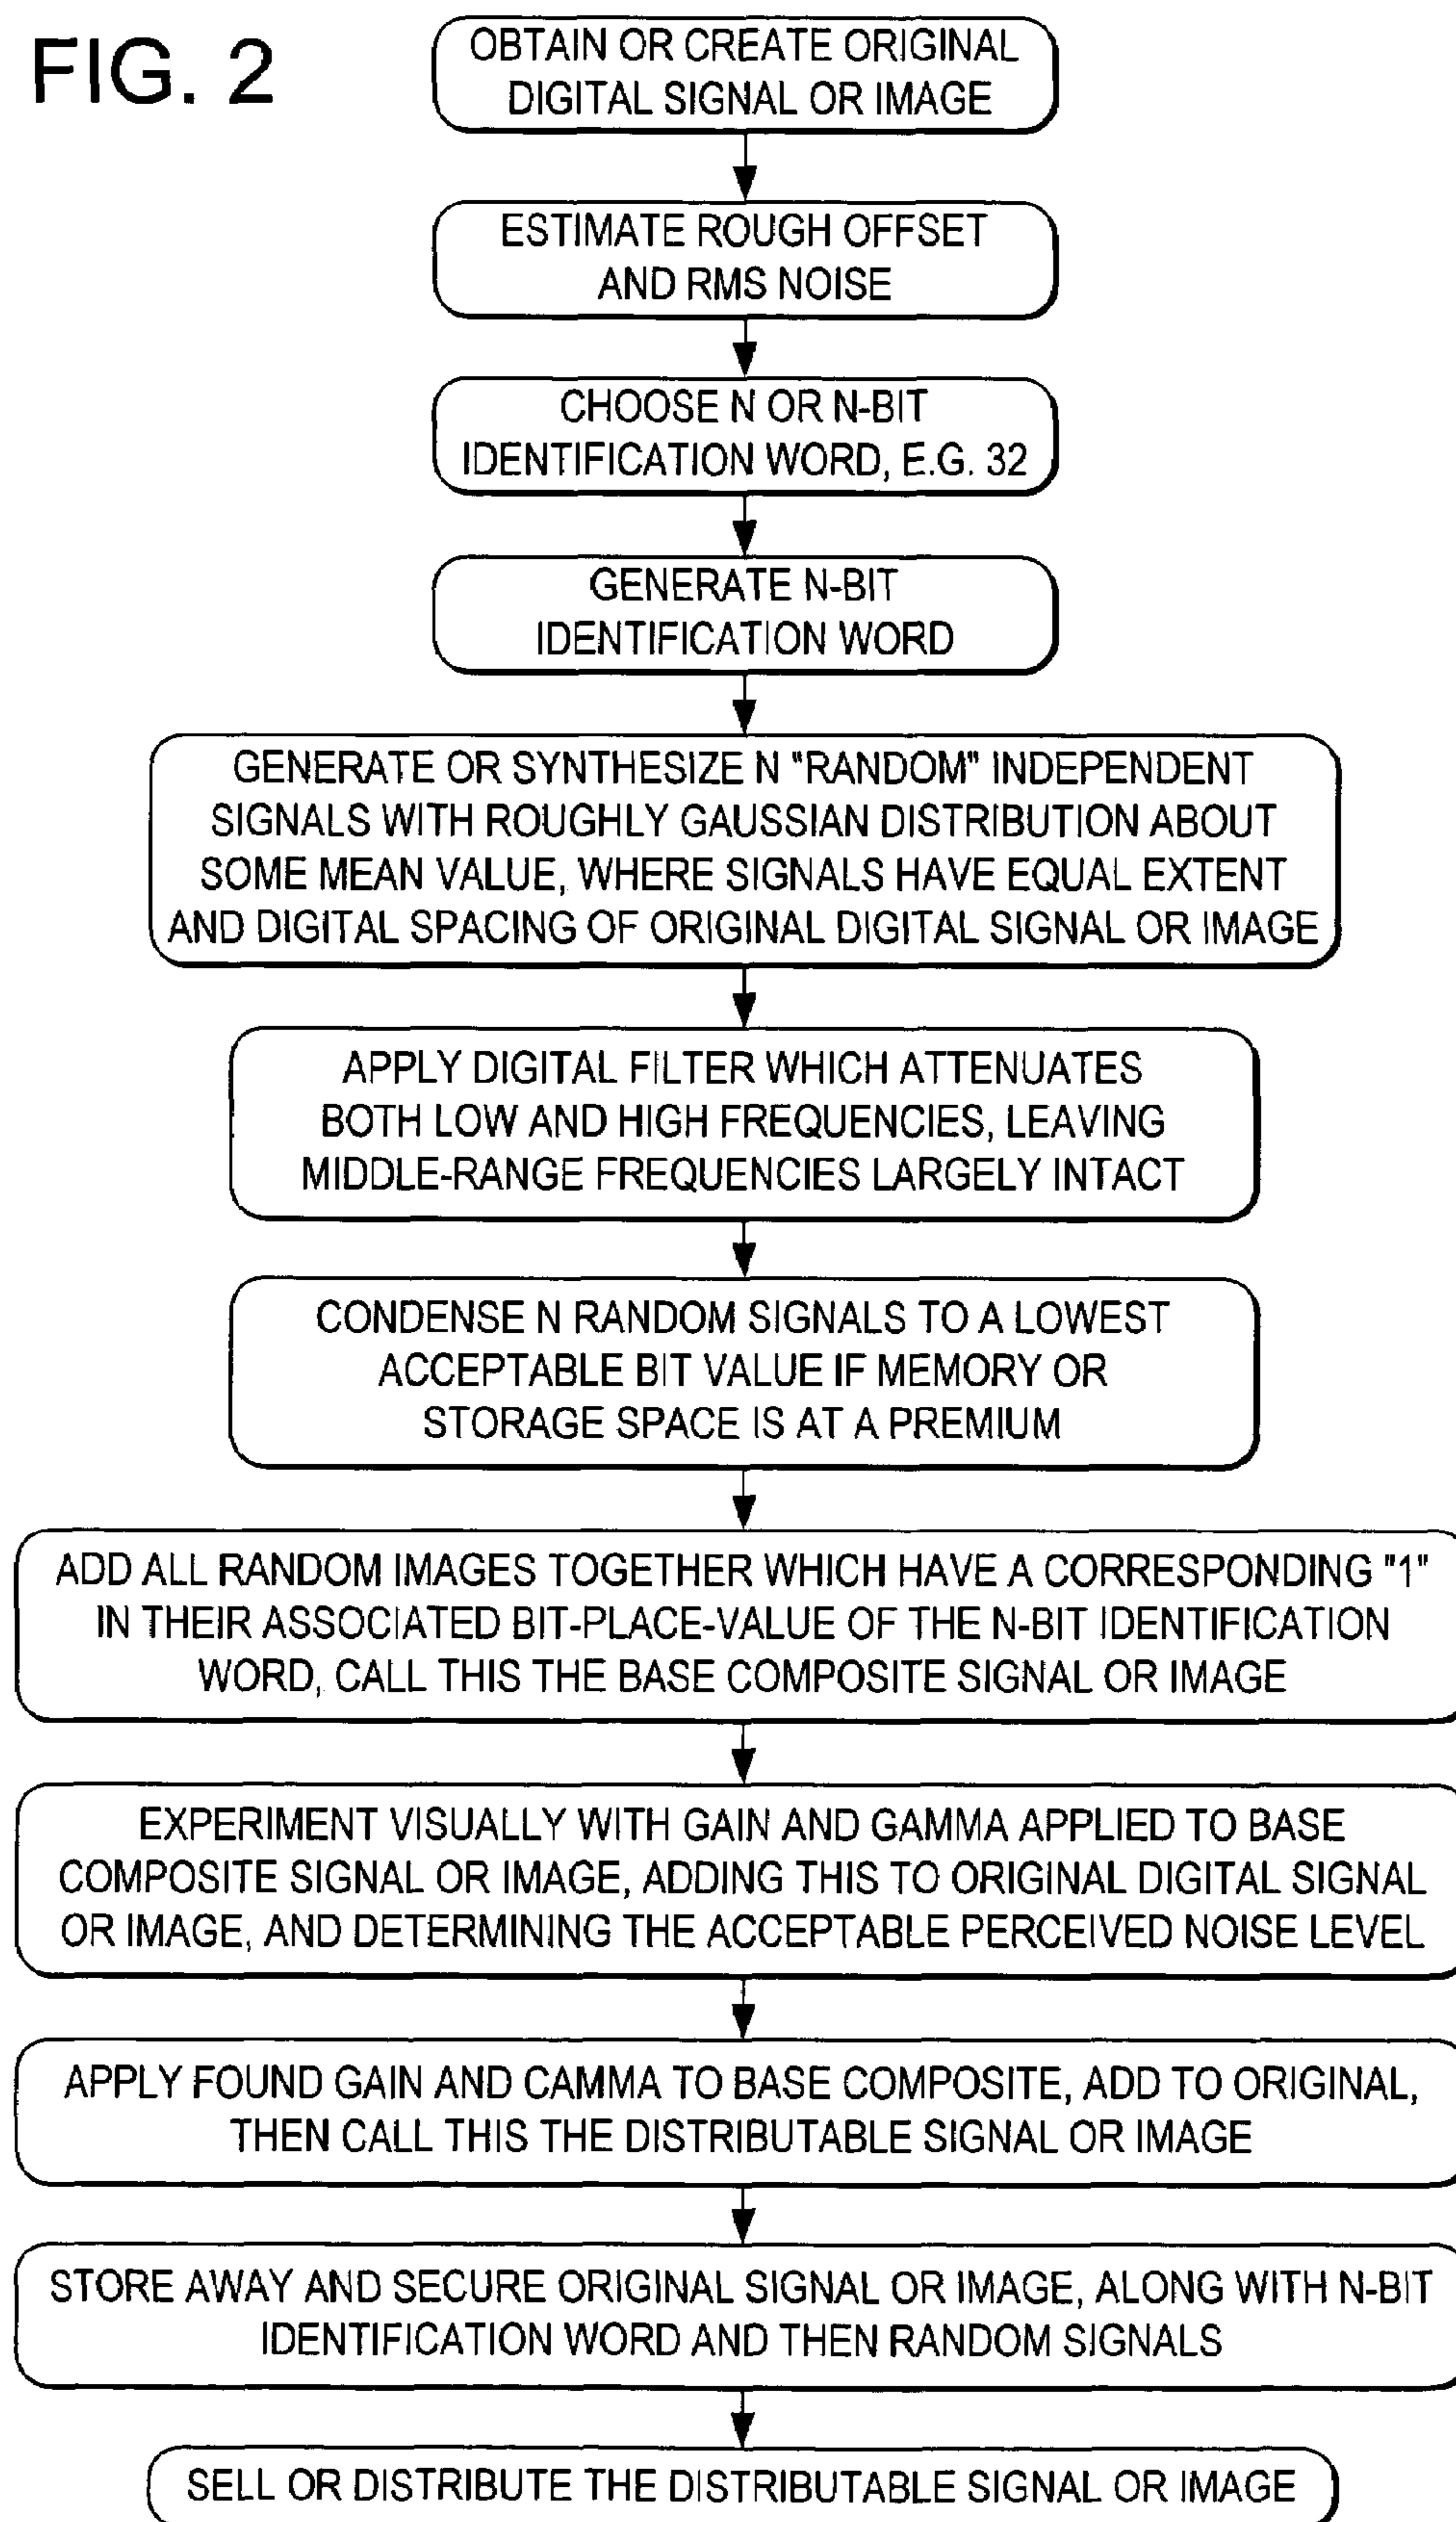 FIG. 2
OBTAIN OR CREATE ORIGINAL
DIGITAL SIGNAL OR IMAGE
ESTIMATE ROUGH OFFSET
AND RMS NOISE
CHOOSE N OR N-BIT
IDENTIFICATION WORD, E.G. 32
GENERATE N-BIT
IDENTIFICATION WORD
GENERATE OR SYNTHESIZE N "RANDOM" INDEPENDENT
SIGNALS WITH ROUGHLY GAUSSIAN DISTRIBUTION ABOUT
SOME MEAN VALUE, WHERE SIGNALS HAVE EQUAL EXTENT
AND DIGITAL SPACING OF ORIGINAL DIGITAL SIGNAL OR IMAGE
APPLY DIGITAL FILTER WHICH ATTENUATES
BOTH LOW AND HIGH FREQUENCIES, LEAVING
MIDDLE-RANGE FREQUENCIES LARGELY INTACT
CONDENSE N RANDOM SIGNALS TO A LOWEST
ACCEPTABLE BIT VALUE IF MEMORY OR
STORAGE SPACE IS AT A PREMIUM
ADD ALL RANDOM IMAGES TOGETHER WHICH HAVE A CORRESPONDING "1"
IN THEIR ASSOCIATED BIT-PLACE-VALUE OF THE N-BIT IDENTIFICATION
WORD, CALL THIS THE BASE COMPOSITE SIGNAL OR IMAGE
EXPERIMENT VISUALLY WITH GAIN AND GAMMA APPLIED TO BASE
COMPOSITE SIGNAL OR IMAGE, ADDING THIS TO ORIGINAL DIGITAL SIGNAL
OR IMAGE, AND DETERMINING THE ACCEPTABLE PERCEIVED NOISE LEVEL
APPLY FOUND GAIN AND CAMMA TO BASE COMPOSITE, ADD TO ORIGINAL,
THEN CALL THIS THE DISTRIBUTABLE SIGNAL OR IMAGE
STORE AWAY AND SECURE ORIGINAL SIGNAL OR IMAGE, ALONG WITH N-BIT
IDENTIFICATION WORD AND THEN RANDOM SIGNALS
SELL OR DISTRIBUTE THE DISTRIBUTABLE SIGNAL OR IMAGE